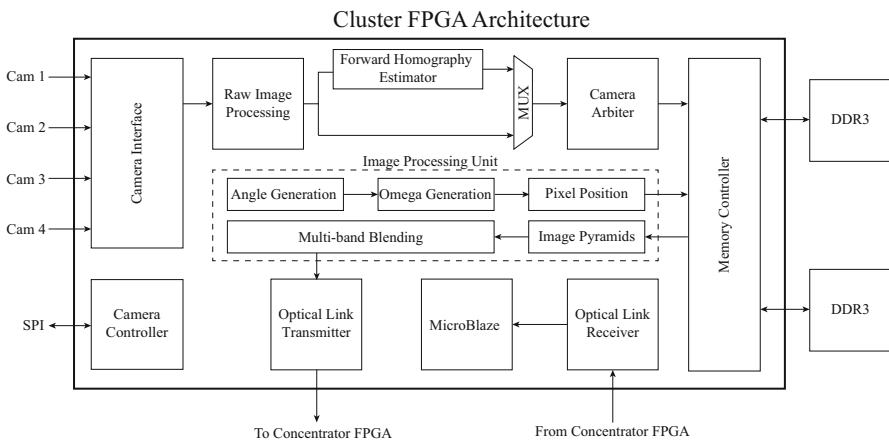 Cluster FPGA Architecture
Cam 1
Cam 2
Cam 3
Cam 4
SPI
Camera Interface
Raw Image
Processing
Forward Homography
Estimator
MUX
Camera
Arbiter
Memory Controller
DDR3
DDR3
Image Processing Unit
Angle Generation
Omega Generation
Pixel Position
Multi-band Blending
Image Pyramids
Camera
Controller
Optical Link
Transmitter
MicroBlaze
Optical Link
Receiver
To Concentrator FPGA
From Concentrator FPGA